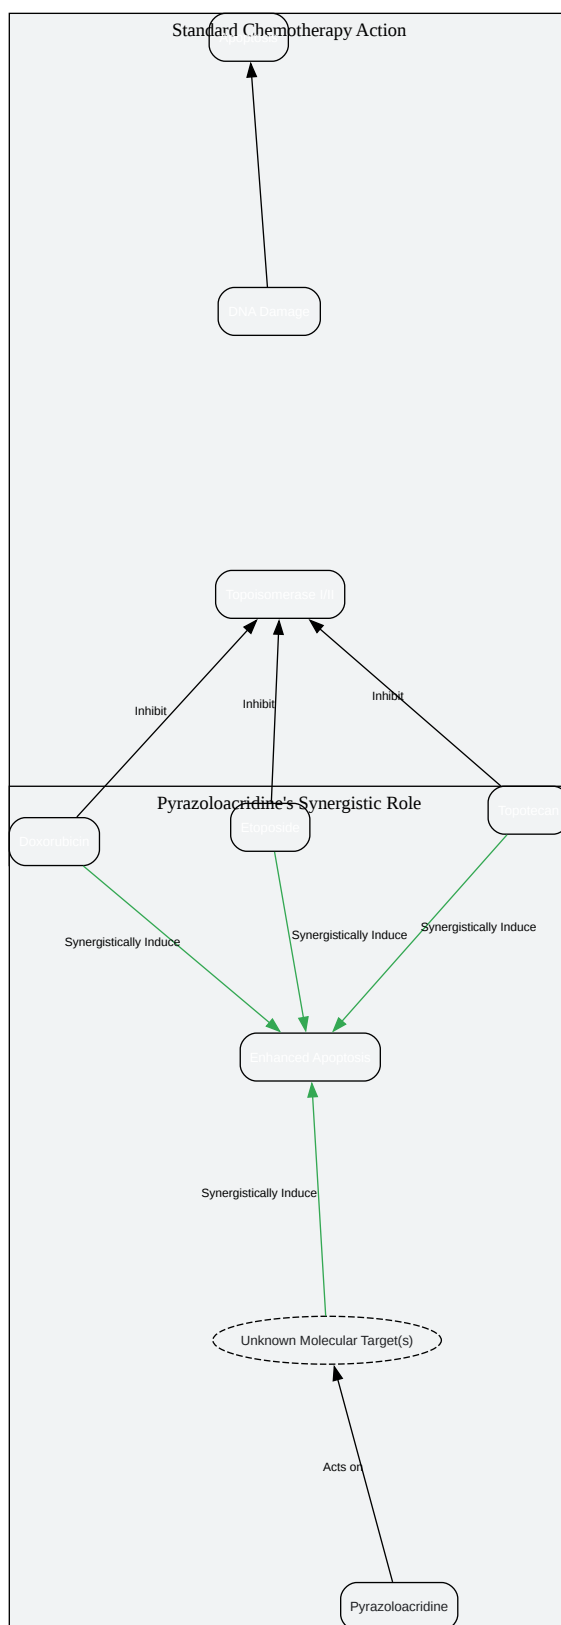 Standard Chemotherapy Action
DNA Damage
Topoisomerase I/II
Inhibit
Inhibit
Inhibit
Pyrazoloacridine's Synergistic Role
Doxorubicin
Etoposide
Topotecan
Synergistically Induce
Synergistically Induce
Synergistically Induce
Enhanced Apoptosis
Synergistically Induce
Unknown Molecular Target(s)
Acts on
Pyrazoloacridine